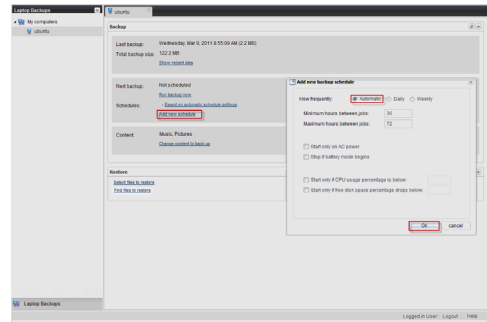 Laptop Backups
My computers
ubuntu
ubuntu
Backup
Last backup: Wednesday, Mar 9, 2011 8:55:09 AM (2.2 MB)
Total backup size: 122.2 MB
Show recent jobs
Next backup: Not scheduled
Run backup now
Schedules: - Based on automatic schedule settings
Add new schedule
Content: Music, Pictures
Change content to back up
Restore
Select files to restore
Find files to restore
Add new backup schedule
How frequently: Automatic Daily Weekly
Minimum hours between jobs:
Maximum hours between jobs: 72
Start only on AC power
Stop if battery mode begins
Start only if CPU usage percentage is below:
Start only if free disk space percentage drops below:
Ok cancel
Laptop Backups
Logged in User: Logout Help